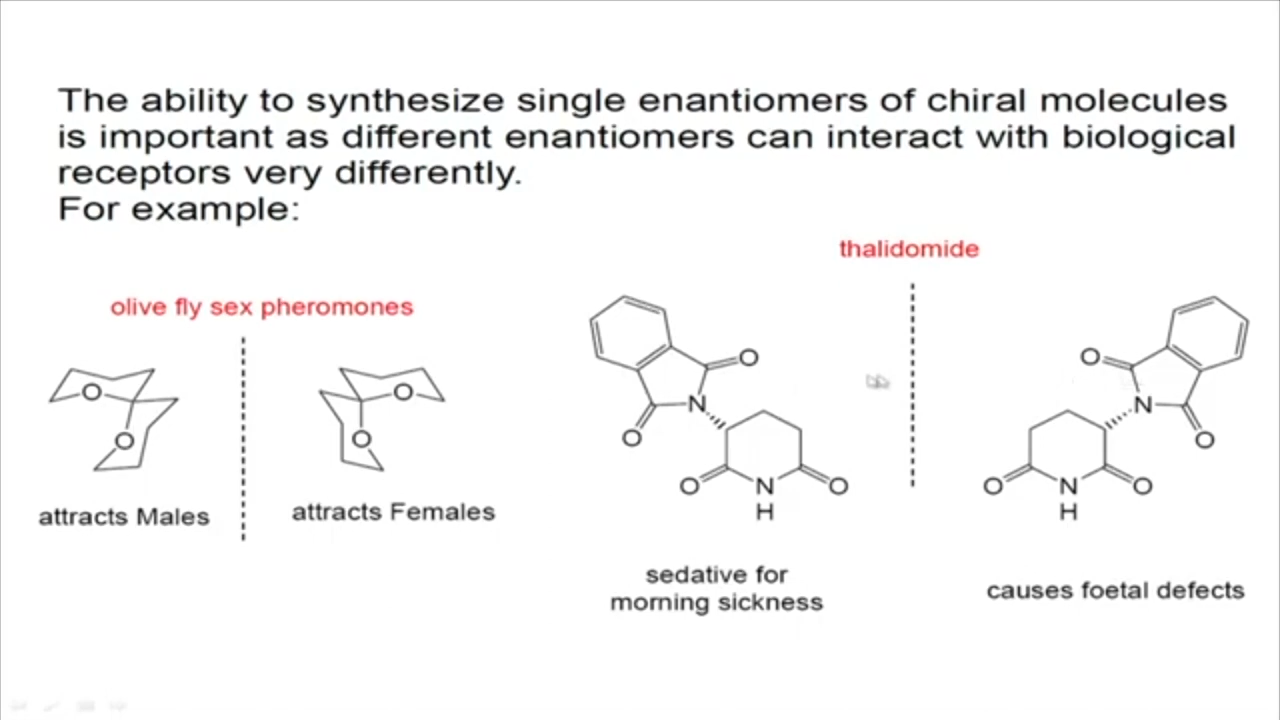 The ability to synthesize single enantiomers of chiral molecules
is important as different enantiomers can interact with biological
receptors very differently.
For example:
thalidomide
olive fly sex pheromones
O
O
O
O
attracts Males
attracts Females
O
N
O
O
N
H
O
O
N
O
O
N
H
O
sedative for
morning sickness
causes foetal defects